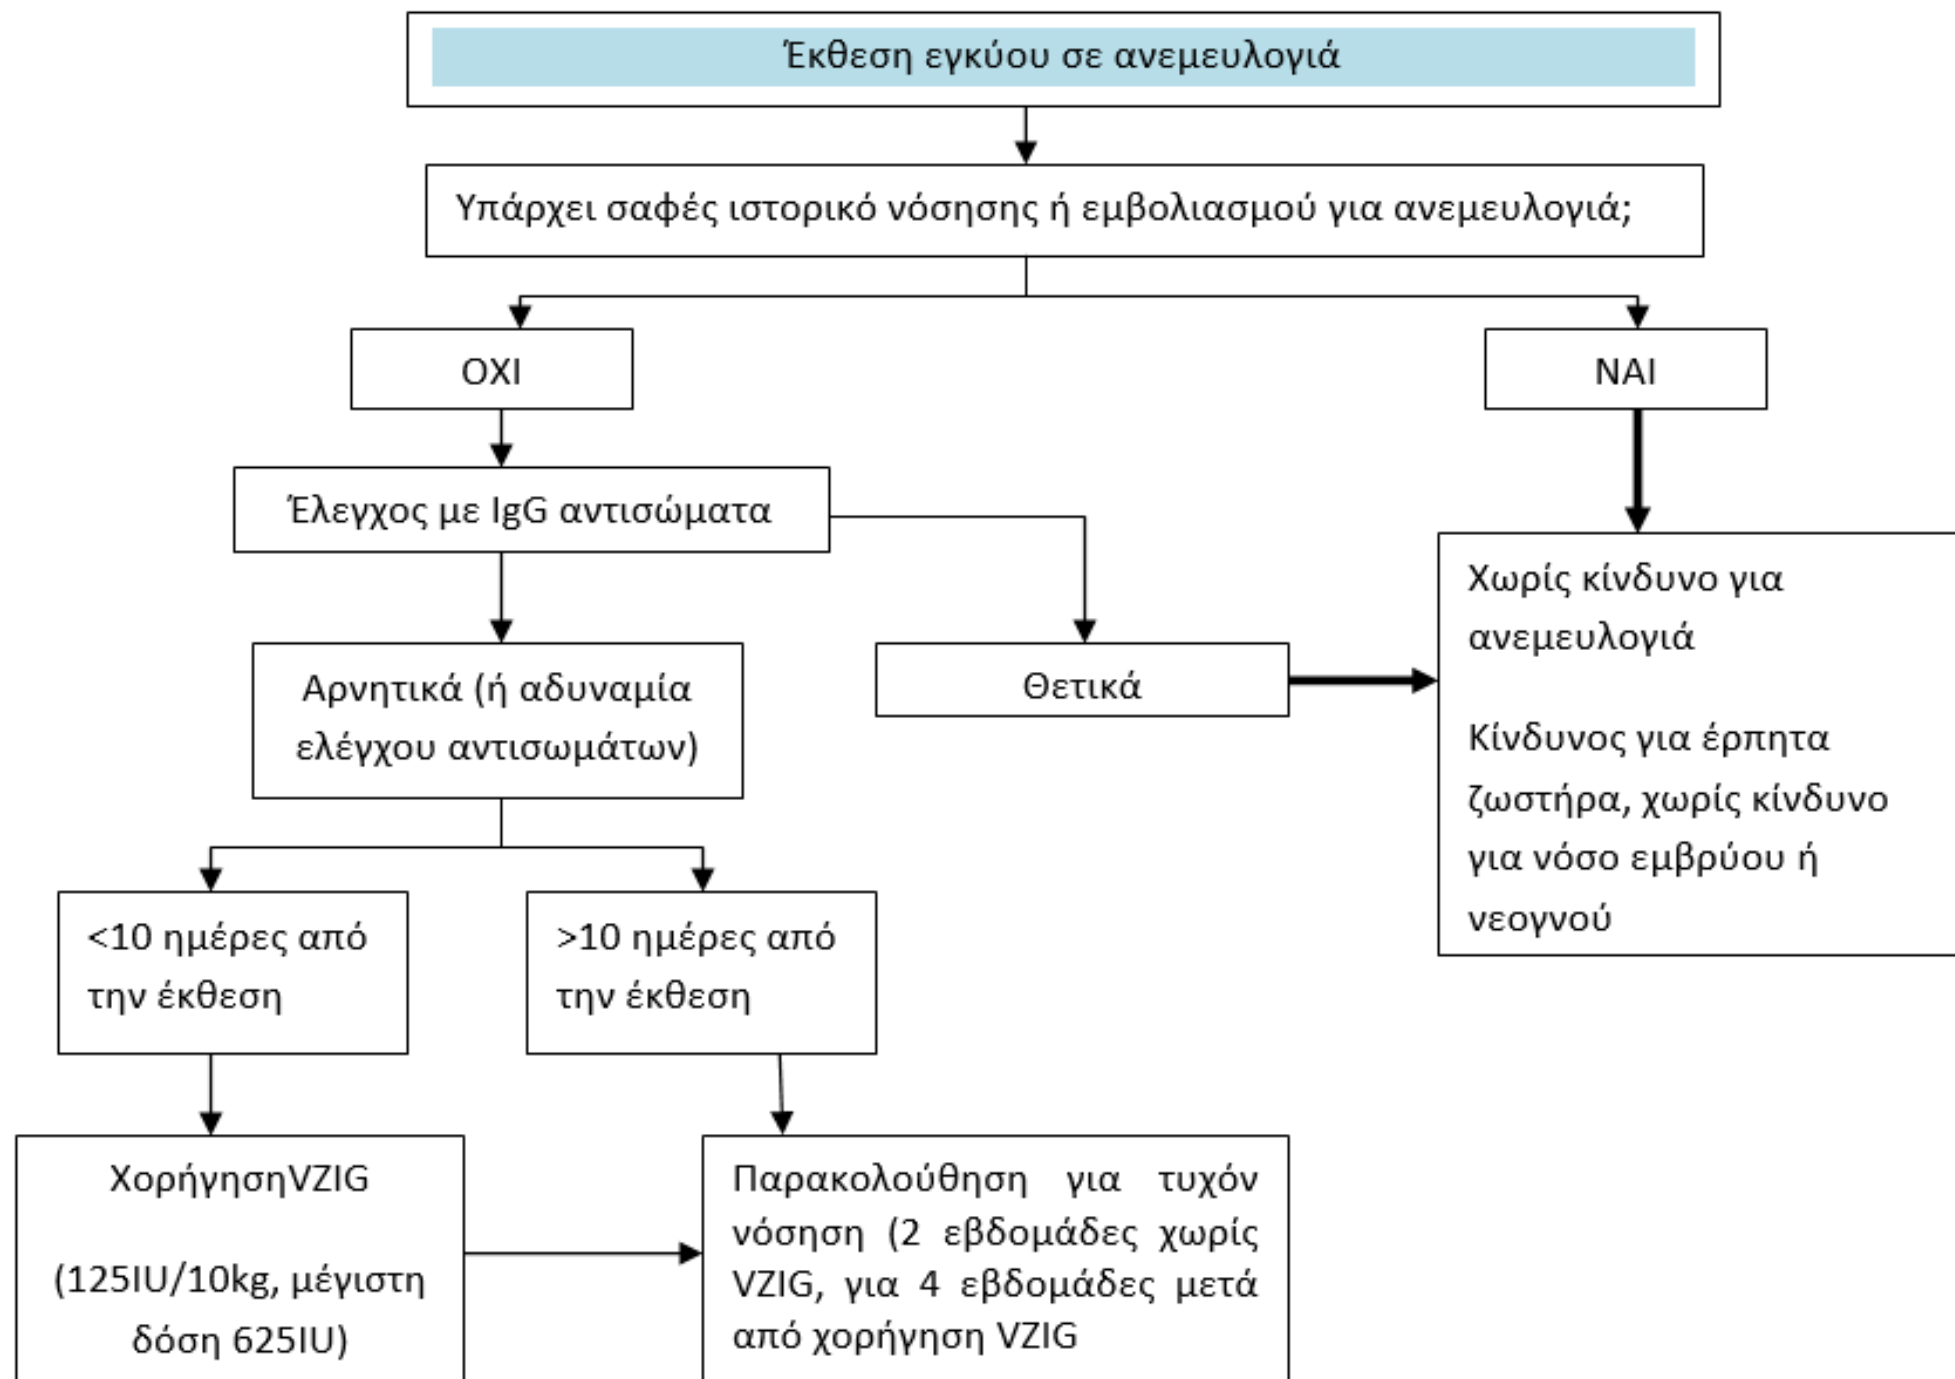 Έκθεση εγκύου σε ανεμευλογιά
Υπάρχει σαφές ιστορικό νόσησης ή εμβολιασμού για ανεμευλογιά;
ΟΧΙ
ΝΑΙ
Έλεγχος με IgG αντισώματα
Αρνητικά (ή αδυναμία
ελέγχου αντισωμάτων)
Θετικά
Χωρίς κίνδυνο για
ανεμευλογιά
Κίνδυνος για έρπητα
ζωστήρα, χωρίς κίνδυνο
για νόσο εμβρύου ή
νεογνού
<10 ημέρες από
την έκθεση
>10 ημέρες από
την έκθεση
ΧορήγησηVZIG
(125IU/10kg, μέγιστη
δόση 625IU)
Παρακολούθηση για τυχόν
νόσηση (2 εβδομάδες χωρίς
VZIG, για 4 εβδομάδες μετά
από χορήγηση VZIG